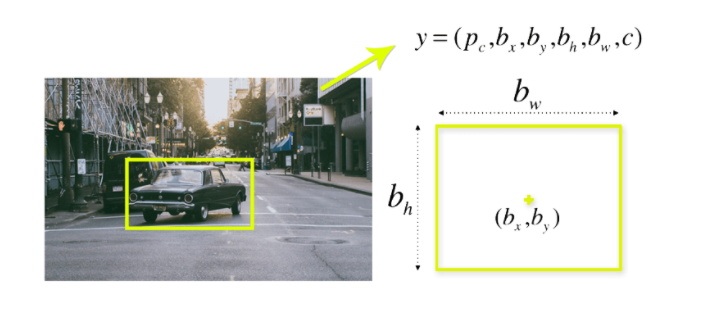 y = (p_c, b_x, b_y, b_h, b_w, c)
b_w
b_h
(b_x, b_y)